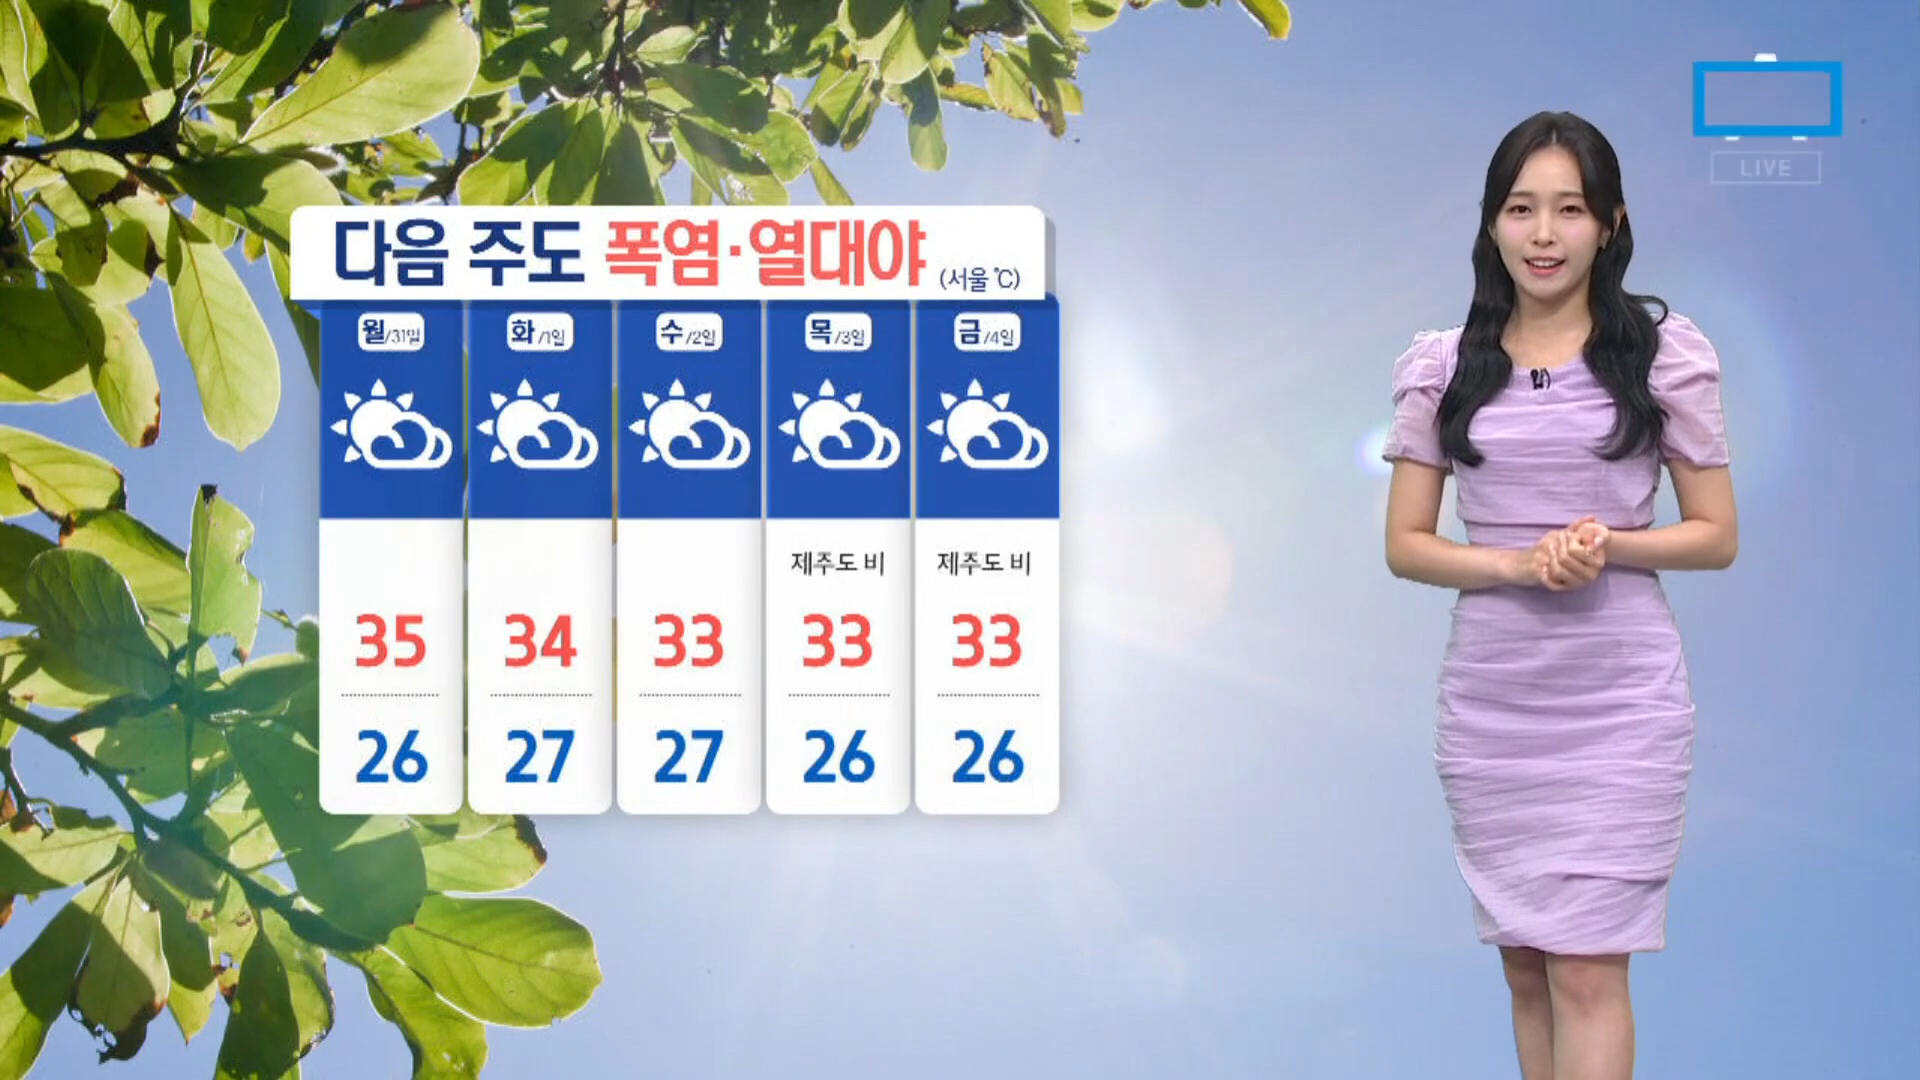 LIVE
다음 주도 폭염·열대야 (서울 ℃)
월/31일 화/1일 수/2일 목/3일 금/4일
제주도 비 제주도 비
35 34 33 33 33
26 27 27 26 26